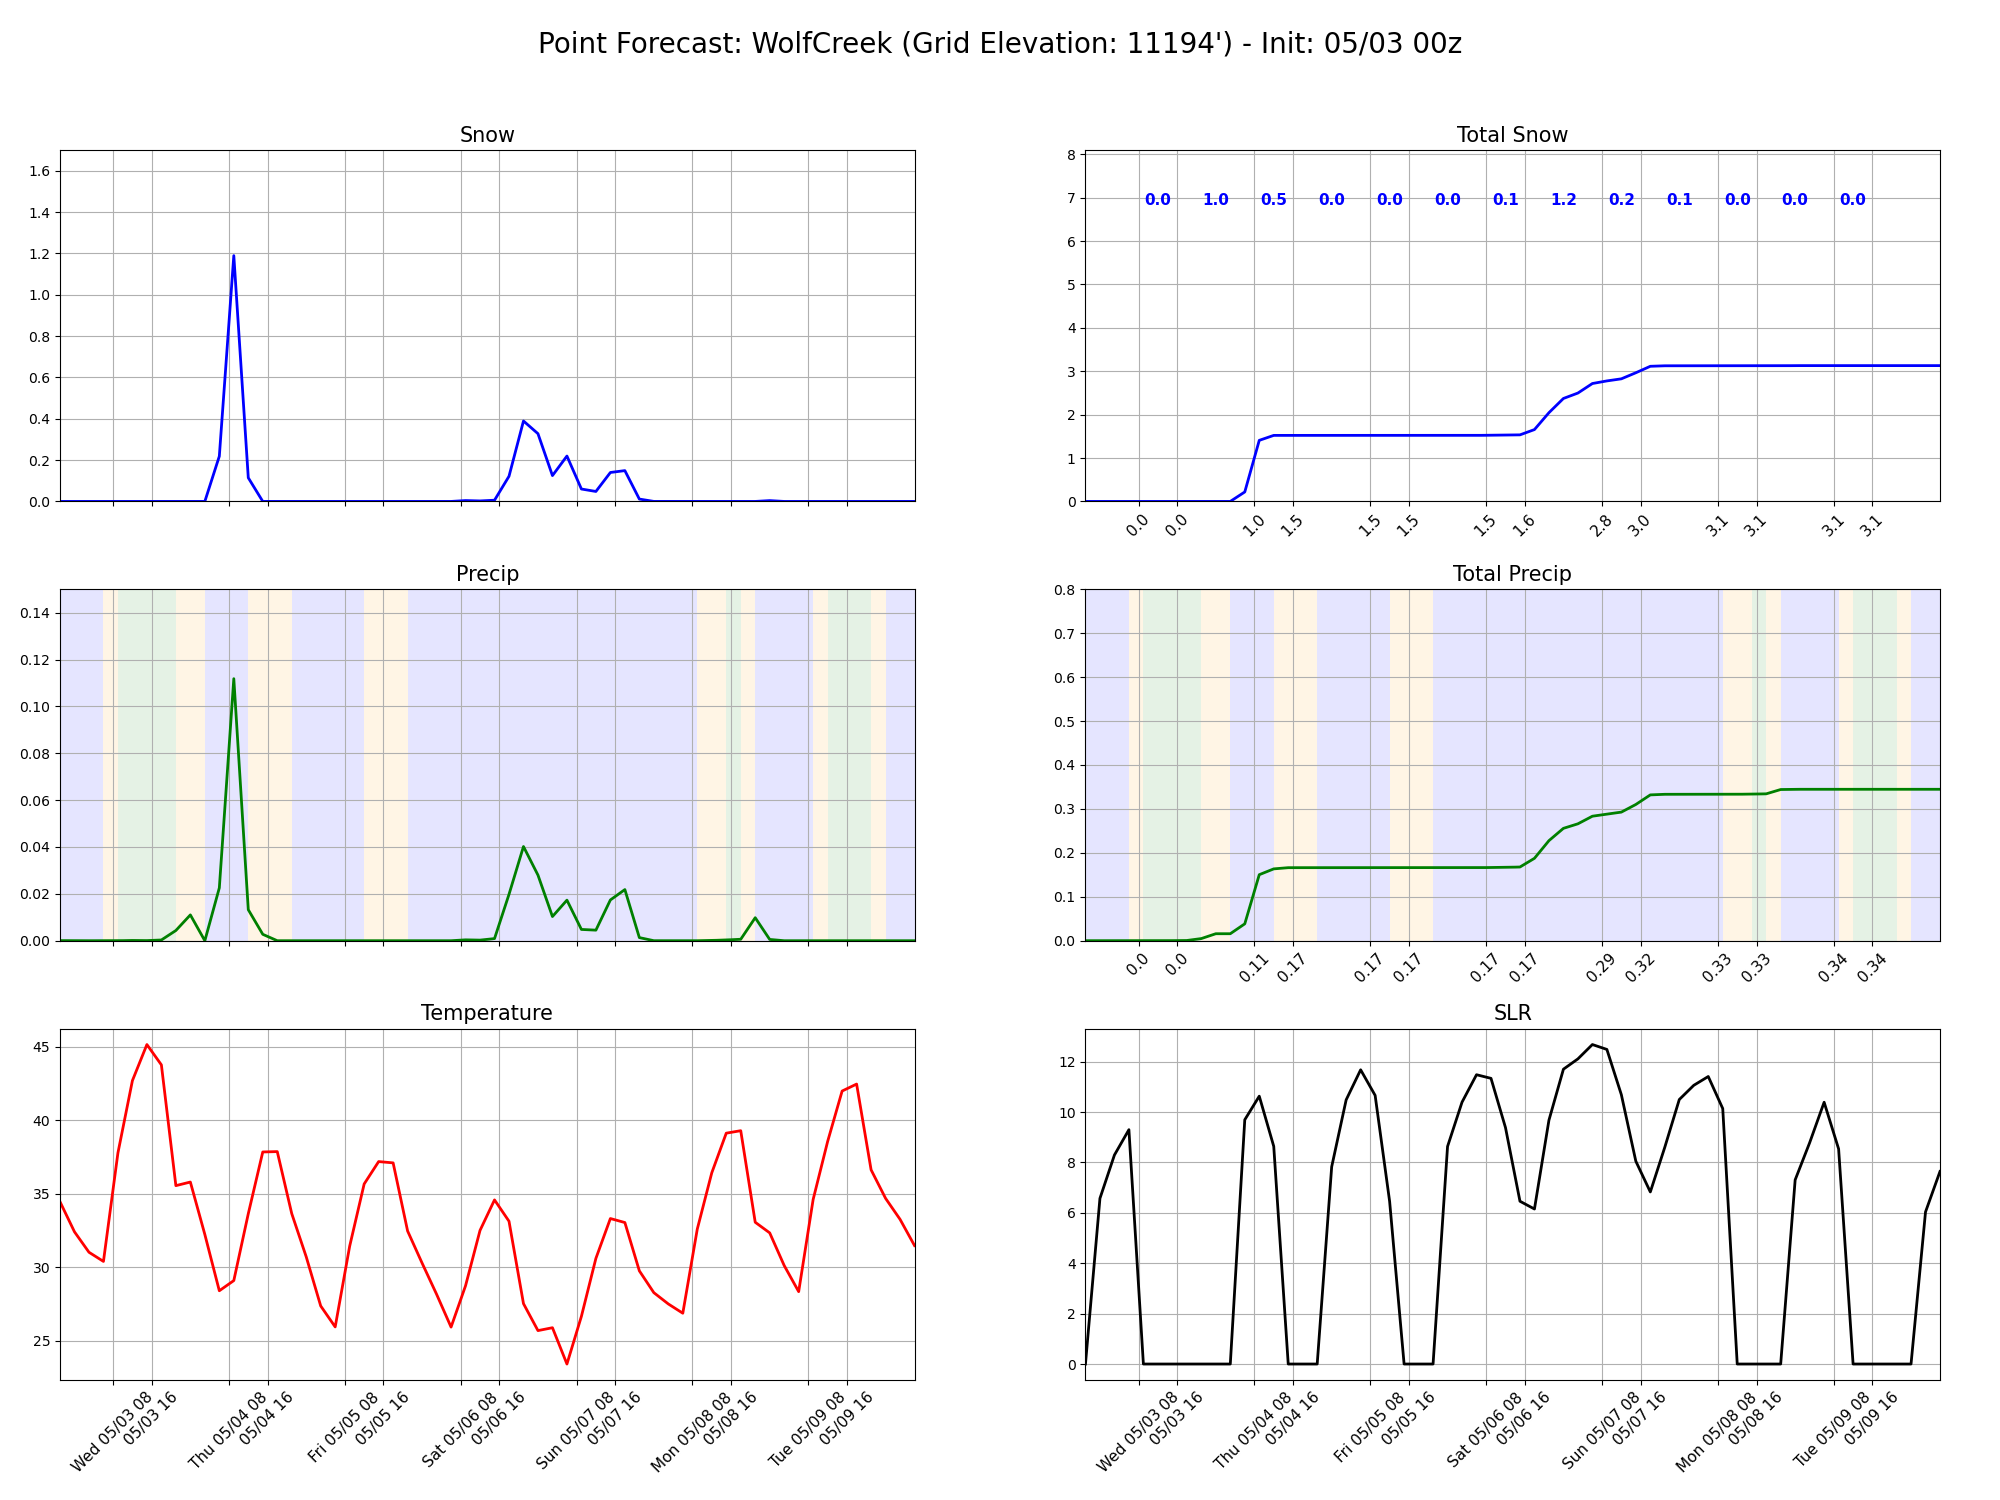 Point Forecast: WolfCreek (Grid Elevation: 11194') - Init: 05/03 00z
Snow
1.6
1.4
1.2
1.0
0.8
0.6
0.4
0.2
0.0
Total Snow
8
7
6
5
4
3
2
1
0
0.0 1.0 0.5 0.0 0.0 0.0 0.1 1.2 0.2 0.1 0.0 0.0 0.0
0.0 0.0 1.0 1.5 1.5 1.5 1.5 1.6 2.8 3.0 3.1 3.1 3.1 3.1
Precip
0.14
0.12
0.10
0.08
0.06
0.04
0.02
0.00
Total Precip
0.8
0.7
0.6
0.5
0.4
0.3
0.2
0.1
0.0
0.0 0.0 0.11 0.17 0.17 0.17 0.17 0.17 0.29 0.32 0.33 0.33 0.34 0.34
Temperature
45
40
35
30
25
Wed 05/03 08
05/03 16
Thu 05/04 08
05/04 16
Fri 05/05 08
05/05 16
Sat 05/06 08
05/06 16
Sun 05/07 08
05/07 16
Mon 05/08 08
05/08 16
Tue 05/09 08
05/09 16
SLR
12
10
8
6
4
2
0
Wed 05/03 08
05/03 16
Thu 05/04 08
05/04 16
Fri 05/05 08
05/05 16
Sat 05/06 08
05/06 16
Sun 05/07 08
05/07 16
Mon 05/08 08
05/08 16
Tue 05/09 08
05/09 16